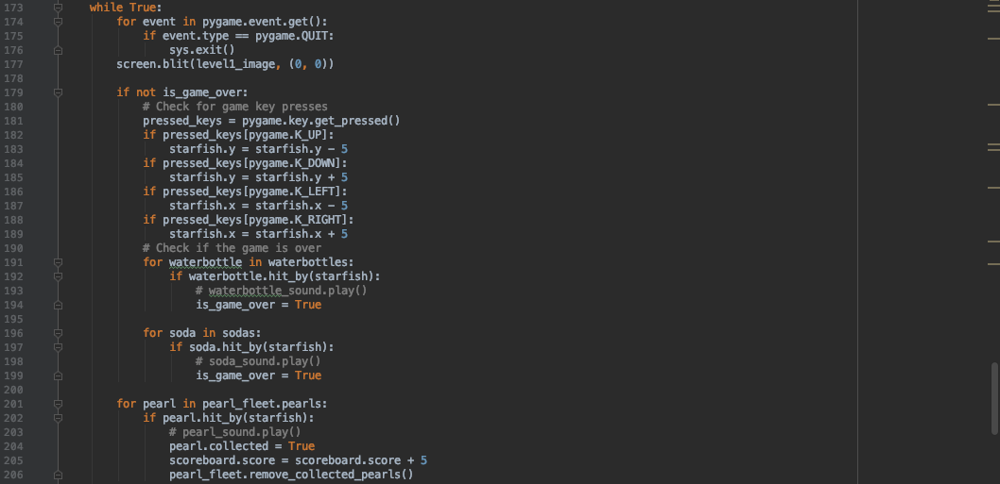 173 while True:
174 for event in pygame.event.get():
175 if event.type == pygame.QUIT:
176 sys.exit()
177 screen.blit(level1_image, (0, 0))
178
179 if not is_game_over:
180 # Check for game key presses
181 pressed_keys = pygame.key.get_pressed()
182 if pressed_keys[pygame.K_UP]:
183 starfish.y = starfish.y - 5
184 if pressed_keys[pygame.K_DOWN]:
185 starfish.y = starfish.y + 5
186 if pressed_keys[pygame.K_LEFT]:
187 starfish.x = starfish.x - 5
188 if pressed_keys[pygame.K_RIGHT]:
189 starfish.x = starfish.x + 5
190 # Check if the game is over
191 for waterbottle in waterbottles:
192 if waterbottle.hit_by(starfish):
193 # waterbottle_sound.play()
194 is_game_over = True
195
196 for soda in sodas:
197 if soda.hit_by(starfish):
198 # soda_sound.play()
199 is_game_over = True
200
201 for pearl in pearl_fleet.pearls:
202 if pearl.hit_by(starfish):
203 # pearl_sound.play()
204 pearl.collected = True
205 scoreboard.score = scoreboard.score + 5
206 pearl_fleet.remove_collected_pearls()